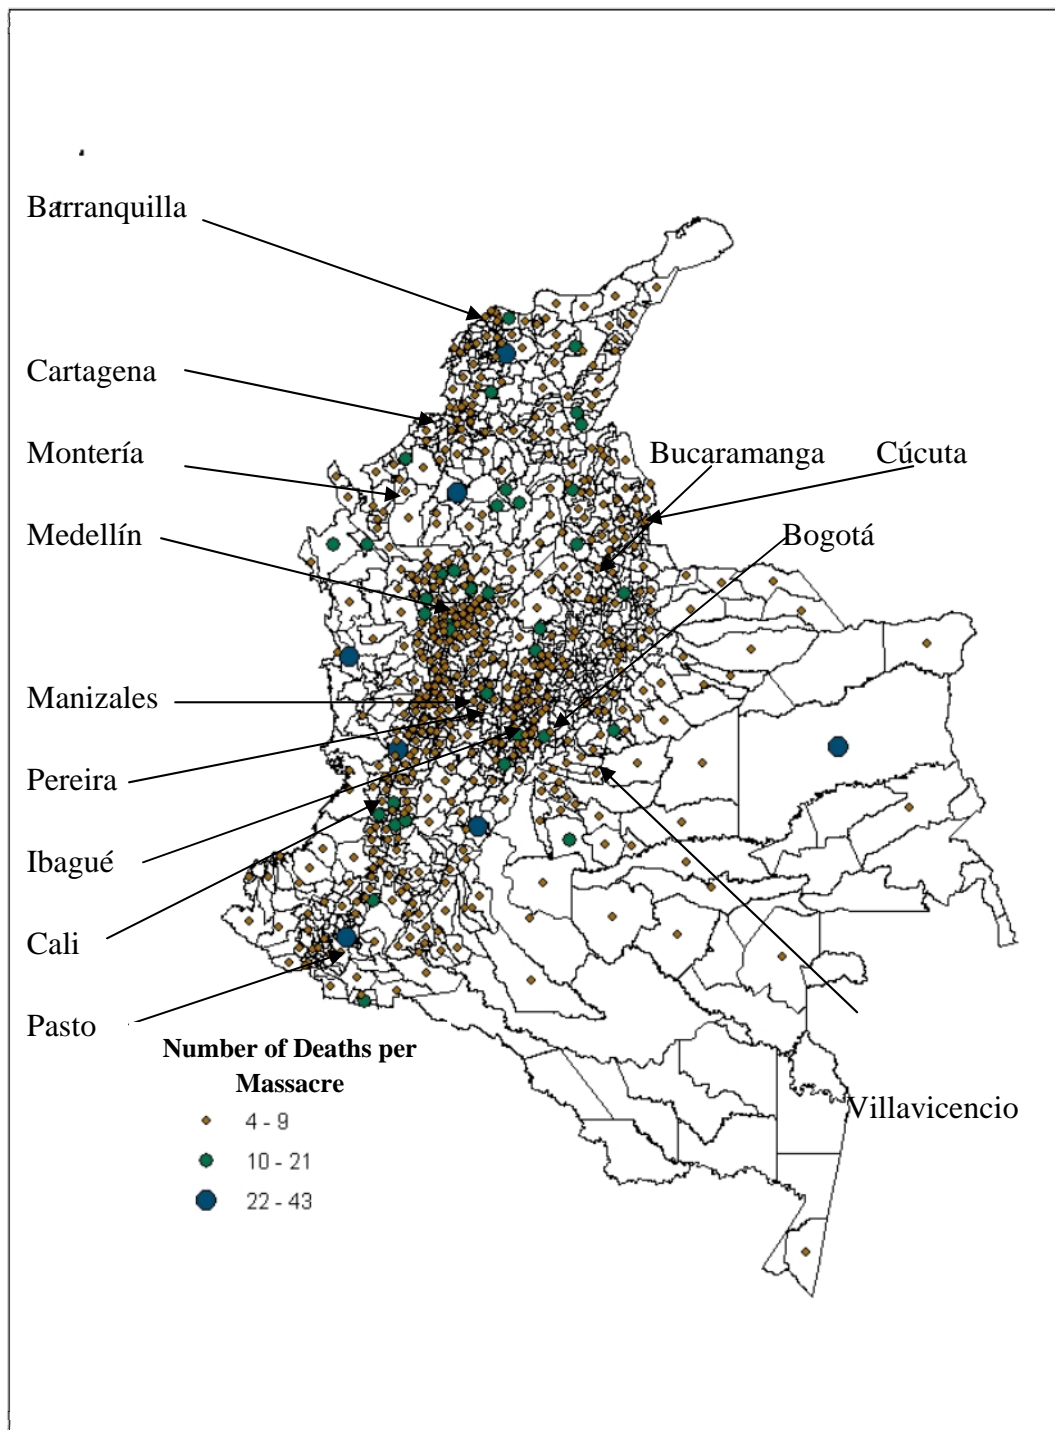 Barranquilla
Cartagena
Montería
Bucaramanga
Cúcuta
Medellín
Bogotá
Manizales
Pereira
Ibagué
Cali
Pasto
Number of Deaths per
Massacre
4 - 9
10 - 21
22 - 43
Villavicencio